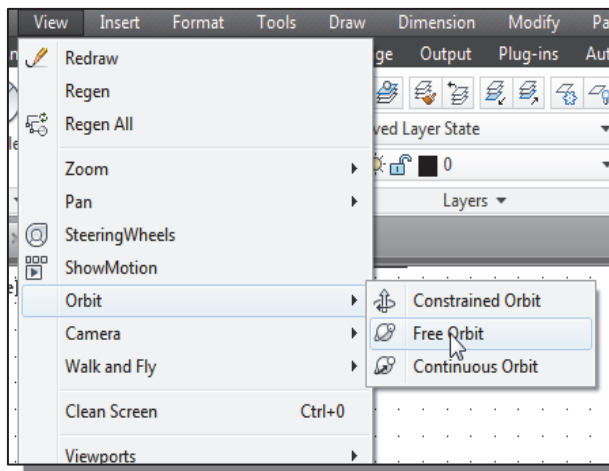 View Insert Format Tools Draw Dimension Modify Pa
ge Output Plug-ins Aut
Redraw
Regen
Regen All
ved Layer State
Zoom
0
Pan
Layers
SteeringWheels
ShowMotion
Orbit
Constrained Orbit
Camera
Free Orbit
Walk and Fly
Continuous Orbit
Clean Screen Ctrl+0
Viewports